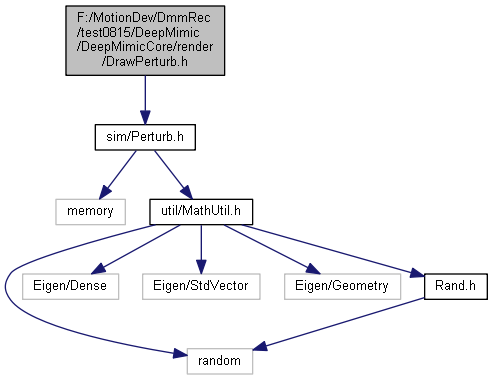 F:/MotionDew/DmmRec
/test0815/DeepMimic
/DeepMimicCore/render
/DrawPerturb.h
sim/Perturb.h
memory
util/MathUtil.h
Eigen/Dense
Eigen/StdVector
Eigen/Geometry
Rand.h
random